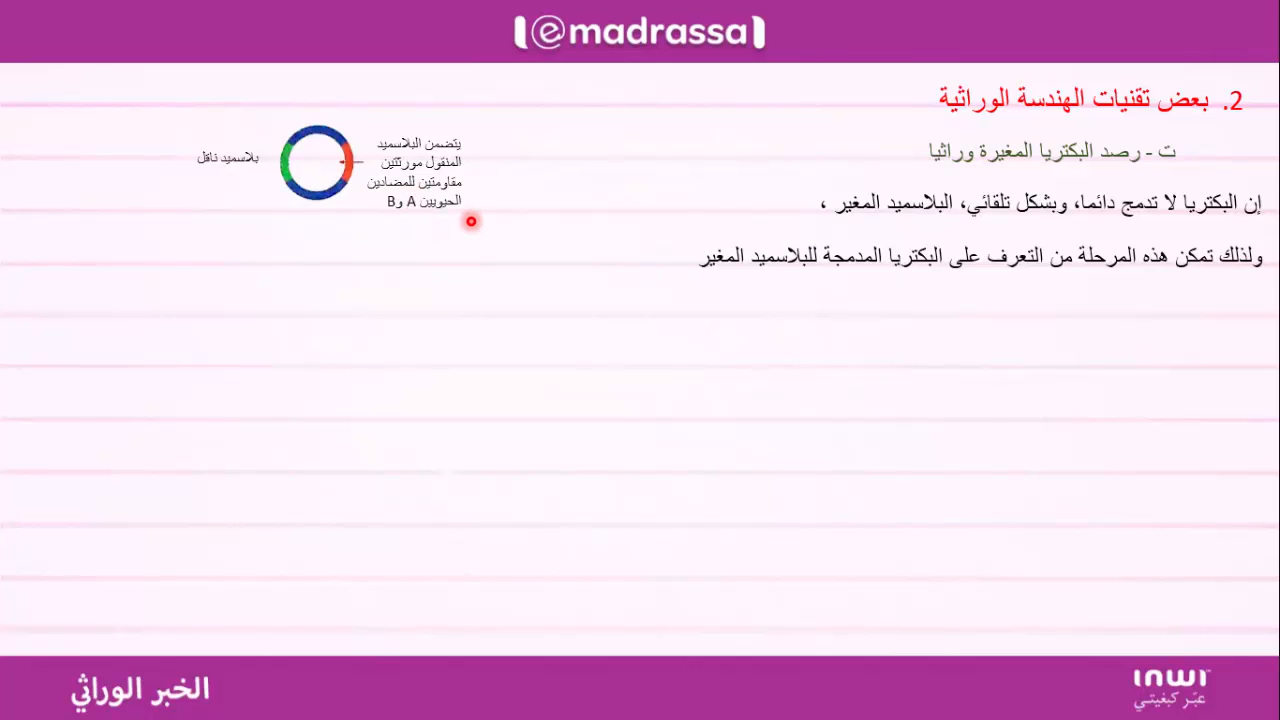 madrassa
2. بعض تقنيات الهندسة الوراثية
ت - رصد البكتريا المغيرة وراثيا
إن البكتريا لا تدمج دائما، وبشكل تلقائي، البلاسميد المغير ،
ولذلك تمكن هذه المرحلة من التعرف على البكتريا المدمجة للبلاسميد المغير
يتضمن البلاسميد
المنقول مورثتين
مقاومتين للمضادين
الحيويين A وB
بلاسميد ناقل
الخبر الوراثي
inwi
عبّر كيفبغيتي